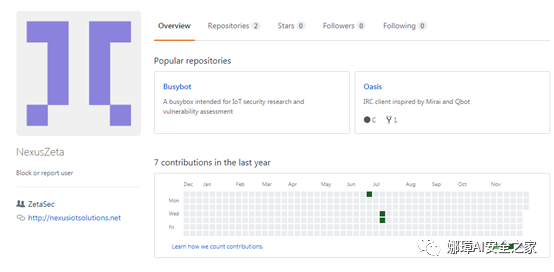 Overview Repositories 2 Stars 0 Followers 0 Following 0
Popular repositories
Busybot
A busybox intended for IoT security research and
vulnerability assessment
Oasis
IRC client inspired by Mirai and Qbot
C 1
NexusZeta
Block or report user
ZetaSec
http://nexusiotsolutions.net
7 contributions in the last year
Dec Jan Feb Mar Apr May Jun Jul Aug Sep Oct Nov
Mon
Wed
Fri
Learn how we count contributions.
娜璋AI安全之家